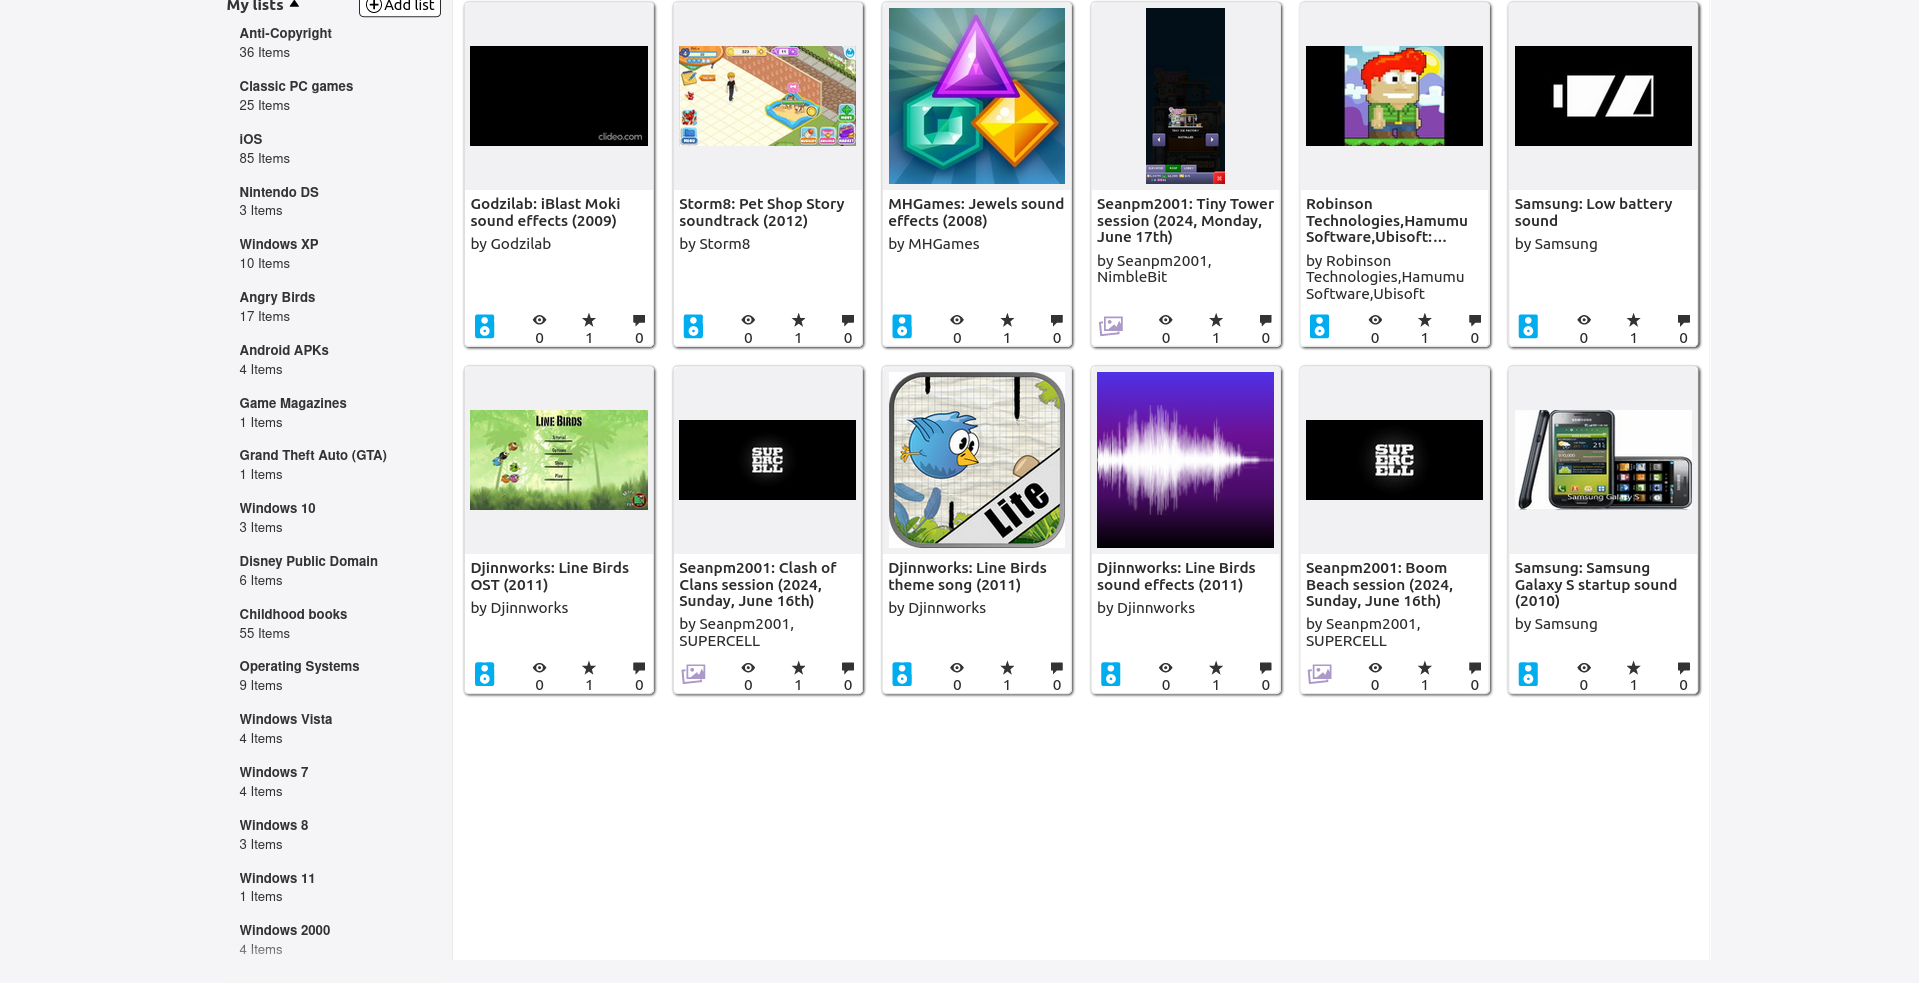 My lists
Add list
Anti-Copyright
36 Items
Classic PC games
25 Items
iOS
85 Items
Nintendo DS
3 Items
Windows XP
10 Items
Angry Birds
17 Items
Android APKs
4 Items
Game Magazines
1 Items
Grand Theft Auto (GTA)
1 Items
Windows 10
3 Items
Disney Public Domain
6 Items
Childhood books
55 Items
Operating Systems
9 Items
Windows Vista
4 Items
Windows 7
4 Items
Windows 8
3 Items
Windows 11
1 Items
Windows 2000
4 Items
clideo.com
Godzilab: iBlast Moki
sound effects (2009)
by Godzilab
0 1 0
Storm8: Pet Shop Story
soundtrack (2012)
by Storm8
0 1 0
MHGames: Jewels sound
effects (2008)
by MHGames
0 1 0
Seanpm2001: Tiny Tower
session (2024, Monday,
June 17th)
by Seanpm2001,
NimbleBit
0 1 0
Robinson
Technologies,Hamumu
Software,Ubisoft:...
by Robinson
Technologies,Hamumu
Software,Ubisoft
0 1 0
Samsung: Low battery
sound
by Samsung
0 1 0
LINE BIRDS
Djinnworks: Line Birds
OST (2011)
by Djinnworks
0 1 0
SUP
ERC
ELL
Seanpm2001: Clash of
Clans session (2024,
Sunday, June 16th)
by Seanpm2001,
SUPERCELL
0 1 0
Lite
Djinnworks: Line Birds
theme song (2011)
by Djinnworks
0 1 0
Djinnworks: Line Birds
sound effects (2011)
by Djinnworks
0 1 0
SUP
ERC
ELL
Seanpm2001: Boom
Beach session (2024,
Sunday, June 16th)
by Seanpm2001,
SUPERCELL
0 1 0
Samsung Galaxy S
Samsung: Samsung
Galaxy S startup sound
(2010)
by Samsung
0 1 0